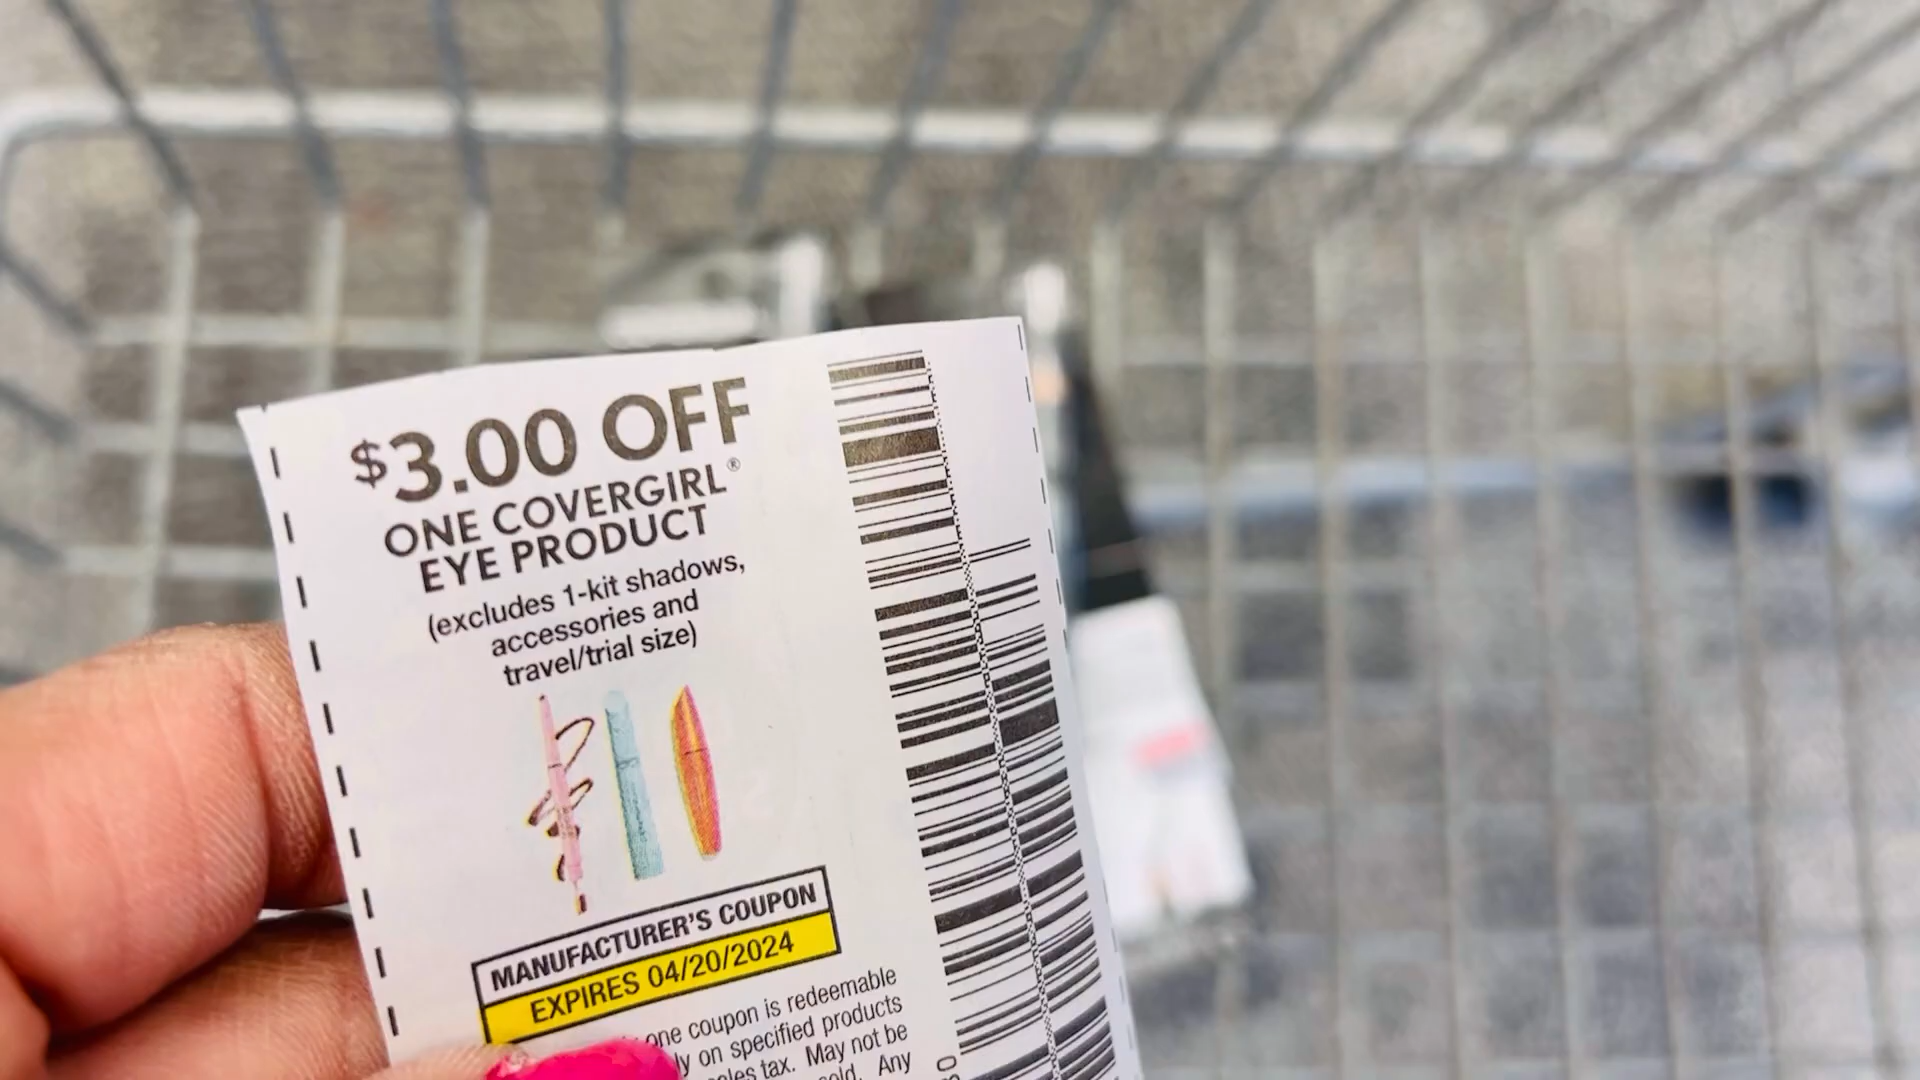 $3.00 OFF
ONE COVERGIRL®
EYE PRODUCT
(excludes 1-kit shadows,
accessories and
travel/trial size)
MANUFACTURER'S COUPON
EXPIRES 04/20/2024
one coupon is redeemable
on specified products
tax. May not be
Any